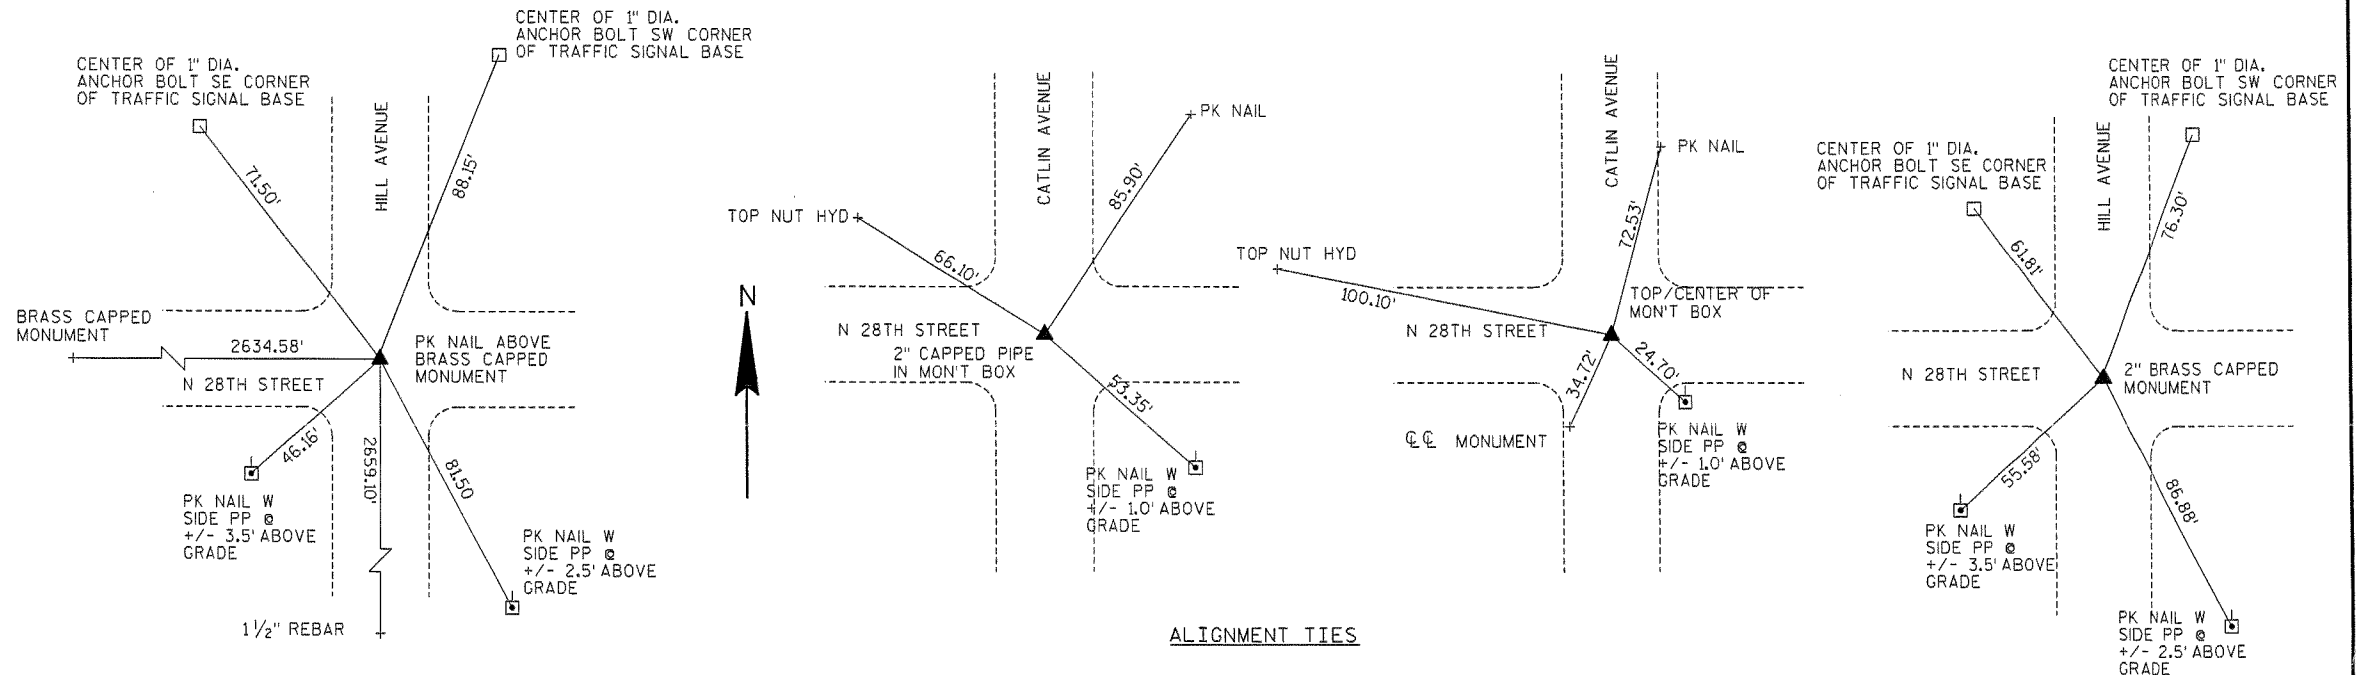 CENTER OF 1" DIA.
ANCHOR BOLT SE CORNER
OF TRAFFIC SIGNAL BASE
CENTER OF 1" DIA.
ANCHOR BOLT SW CORNER
OF TRAFFIC SIGNAL BASE
HILL AVENUE
71.50'
88.15'
BRASS CAPPED
MONUMENT
2634.58'
PK NAIL ABOVE
BRASS CAPPED
MONUMENT
N 28TH STREET
46.16'
2659.10'
81.50
PK NAIL W
SIDE PP @
+/- 3.5' ABOVE
GRADE
PK NAIL W
SIDE PP @
+/- 2.5' ABOVE
GRADE
1 1/2" REBAR
N
CATLIN AVENUE
PK NAIL
85.90'
TOP NUT HYD
66.10'
N 28TH STREET
2" CAPPED PIPE
IN MON'T BOX
53.35'
PK NAIL W
SIDE PP @
+/- 1.0' ABOVE
GRADE
CATLIN AVENUE
PK NAIL
72.53'
TOP NUT HYD
100.10'
TOP/CENTER OF
MON'T BOX
N 28TH STREET
24.70'
34.72'
℄ ℄ MONUMENT
PK NAIL W
SIDE PP @
+/- 1.0' ABOVE
GRADE
CENTER OF 1" DIA.
ANCHOR BOLT SW CORNER
OF TRAFFIC SIGNAL BASE
CENTER OF 1" DIA.
ANCHOR BOLT SE CORNER
OF TRAFFIC SIGNAL BASE
HILL AVENUE
76.30'
61.81'
N 28TH STREET
2" BRASS CAPPED
MONUMENT
55.58'
86.88'
PK NAIL W
SIDE PP @
+/- 3.5' ABOVE
GRADE
PK NAIL W
SIDE PP @
+/- 2.5' ABOVE
GRADE
ALIGNMENT TIES